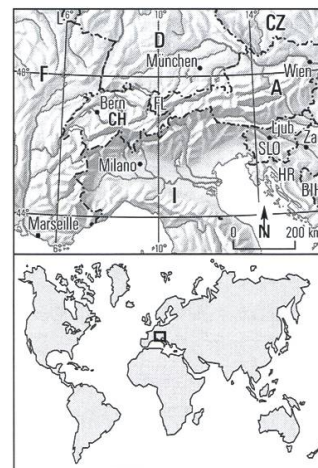 6° 10° 14°
CZ
D
München
Wien
48
F
Bern
FL
A
CH
Ljub.
Za
SLO
Milano
HR
BIH
I
44
Marseille
N
6° 10°
0 200 km